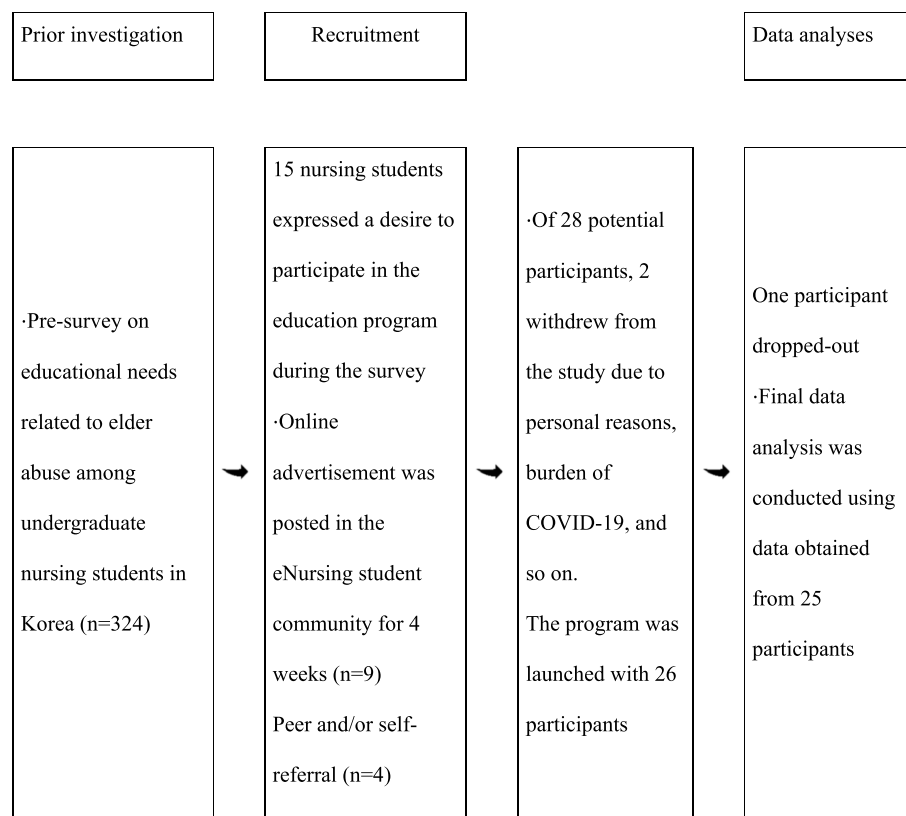 Prior investigation
Recruitment
Data analyses
·Pre-survey on
educational needs
related to elder
abuse among
undergraduate
nursing students in
Korea (n=324)
15 nursing students
expressed a desire to
participate in the
education program
during the survey
·Online
advertisement was
posted in the
eNursing student
community for 4
weeks (n=9)
Peer and/or self-
referral (n=4)
·Of 28 potential
participants, 2
withdrew from
the study due to
personal reasons,
burden of
COVID-19, and
so on.
The program was
launched with 26
participants
One participant
dropped-out
·Final data
analysis was
conducted using
data obtained
from 25
participants